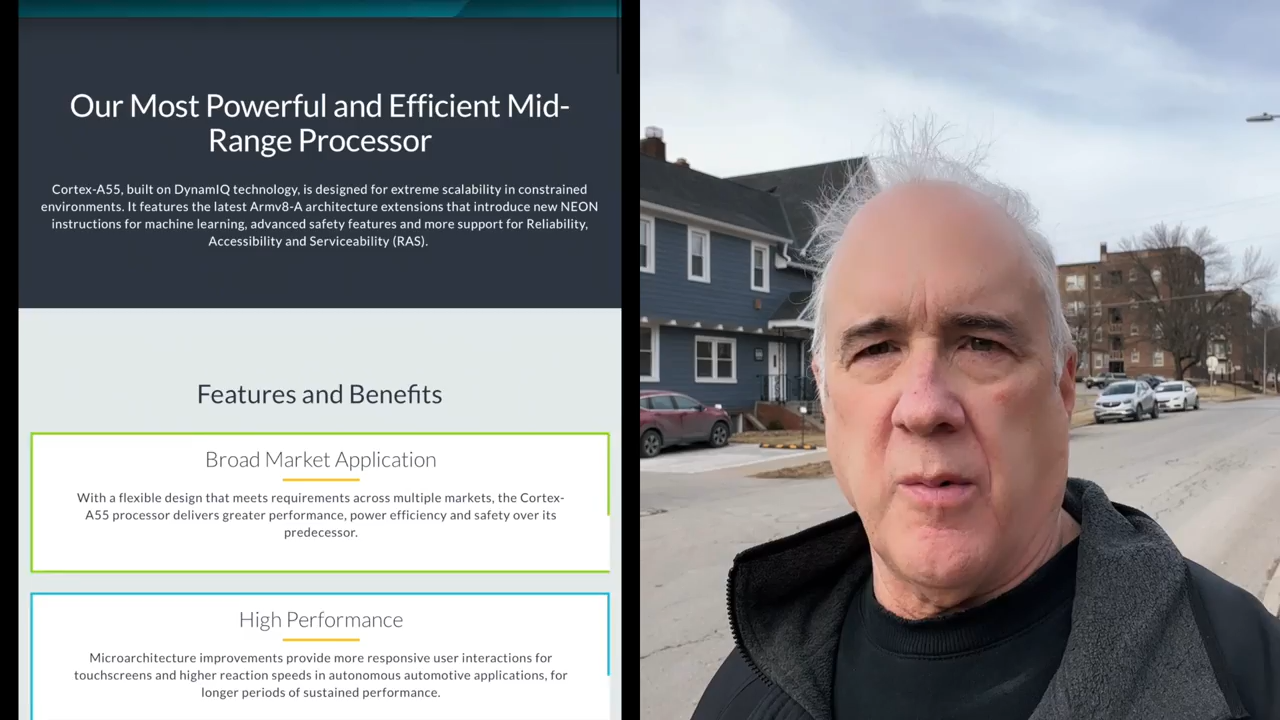 Our Most Powerful and Efficient Mid-
Range Processor
Cortex-A55, built on DynamIQ technology, is designed for extreme scalability in constrained
environments. It features the latest Armv8-A architecture extensions that introduce new NEON
instructions for machine learning, advanced safety features and more support for Reliability,
Accessibility and Serviceability (RAS).
Features and Benefits
Broad Market Application
With a flexible design that meets requirements across multiple markets, the Cortex-
A55 processor delivers greater performance, power efficiency and safety over its
predecessor.
High Performance
Microarchitecture improvements provide more responsive user interactions for
touchscreens and higher reaction speeds in autonomous automotive applications, for
longer periods of sustained performance.